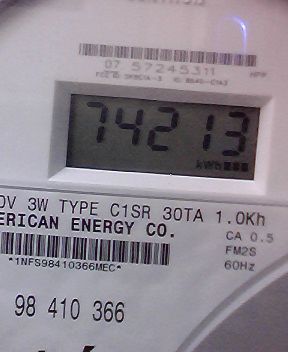 07 57245311
74213
kWh
0V 3W TYPE C1SR 30TA 1.0Kh
ERICAN ENERGY CO.
CA 0.5
FM2S
*1NFS98410366MEC*
60Hz
98 410 366